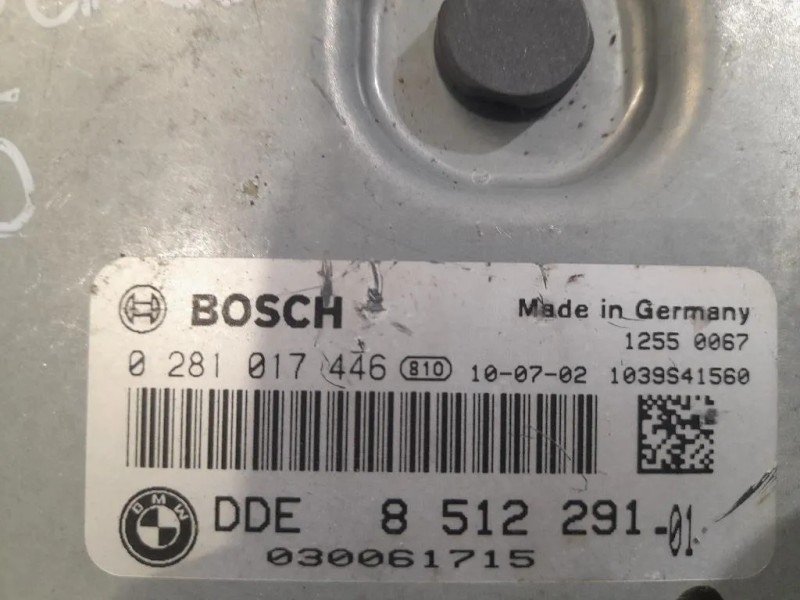 BOSCH
Made in Germany
1255 0067
0 281 017 446 810 10-07-02 1039S41560
BMW DDE 8 512 291-01
030061715